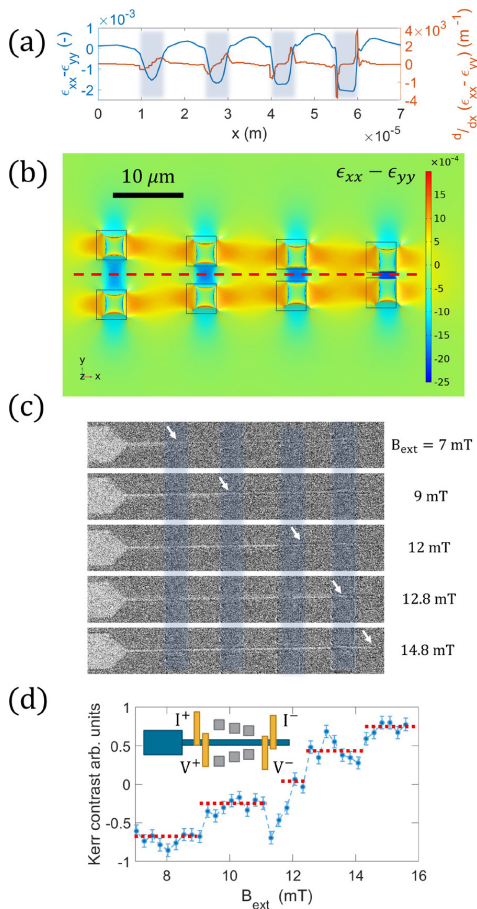 (a)
×10⁻³
4 ×10³
1
0
-1
-2
4
2
0
-2
-4
ϵxx-ϵyy (-)
d/dx (ϵxx - ϵyy) (m⁻¹)
0 1 2 3 4 5 6 7
x (m)
×10⁻⁵
(b)
10 μm
ϵxx − ϵyy
×10⁻⁴
20
15
10
5
0
-5
-10
-15
-20
-25
y
z x
(c)
Bext = 7 mT
9 mT
12 mT
12.8 mT
14.8 mT
(d)
Kerr contrast arb. units
1
0.5
0
-0.5
-1
I⁺
I⁻
V⁺
V⁻
8 10 12 14 16
Bext (mT)